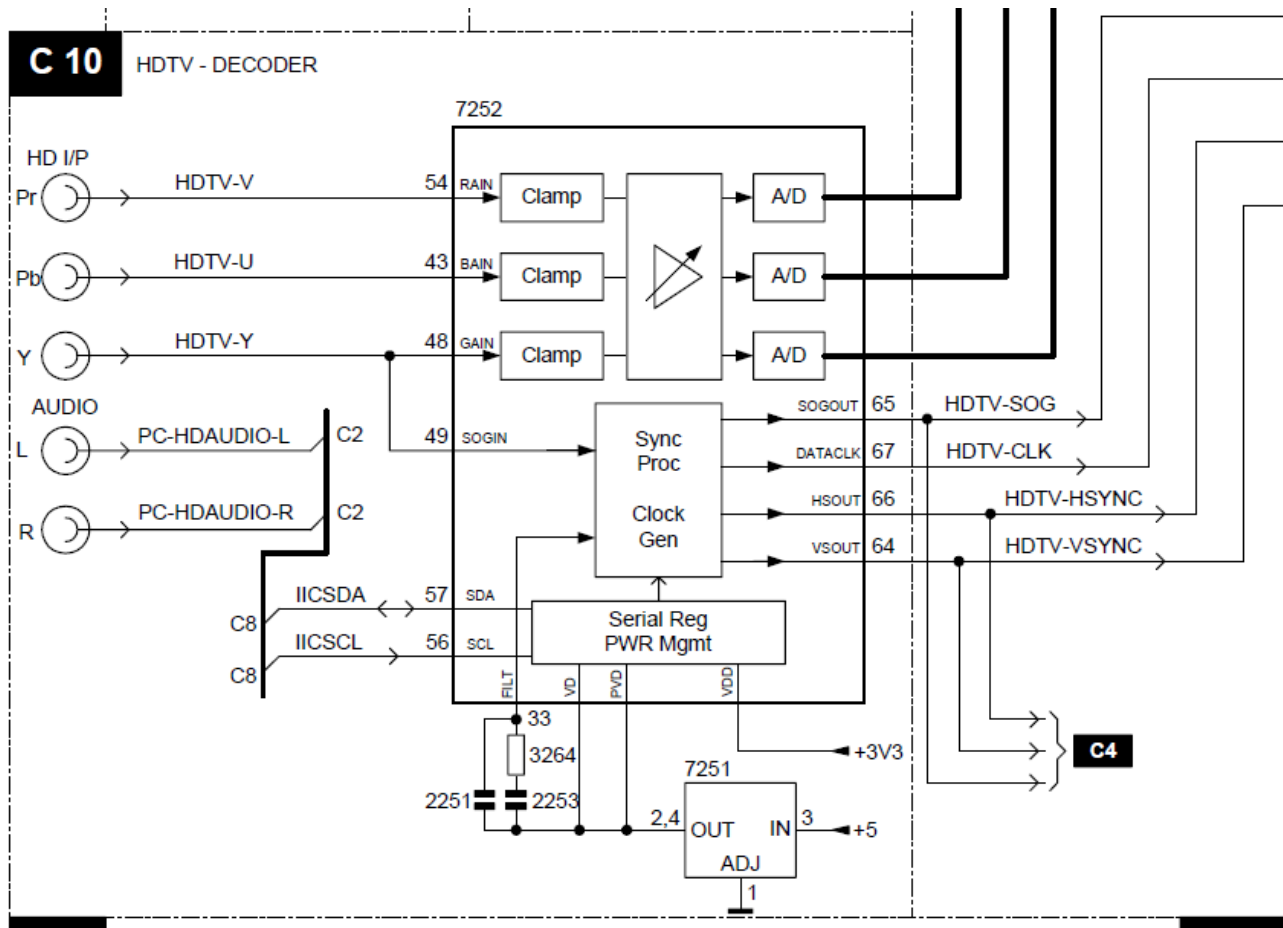 C 10 HDTV - DECODER
7252
HD I/P
Pr HDTV-V 54 RAIN Clamp A/D
Pb HDTV-U 43 BAIN Clamp A/D
Y HDTV-Y 48 GAIN Clamp A/D
AUDIO
L PC-HDAUDIO-L C2
R PC-HDAUDIO-R C2
49 SOGIN
Sync
Proc
Clock
Gen
SOGOUT 65 HDTV-SOG
DATACLK 67 HDTV-CLK
HSOUT 66 HDTV-HSYNC
VSOUT 64 HDTV-VSYNC
C8 IICSDA 57 SDA
C8 IICSCL 56 SCL
Serial Reg
PWR Mgmt
FILT VD PVD VDD
33
3264
2251 2253
+3V3
7251
2,4 OUT IN 3 +5
ADJ
1
C4